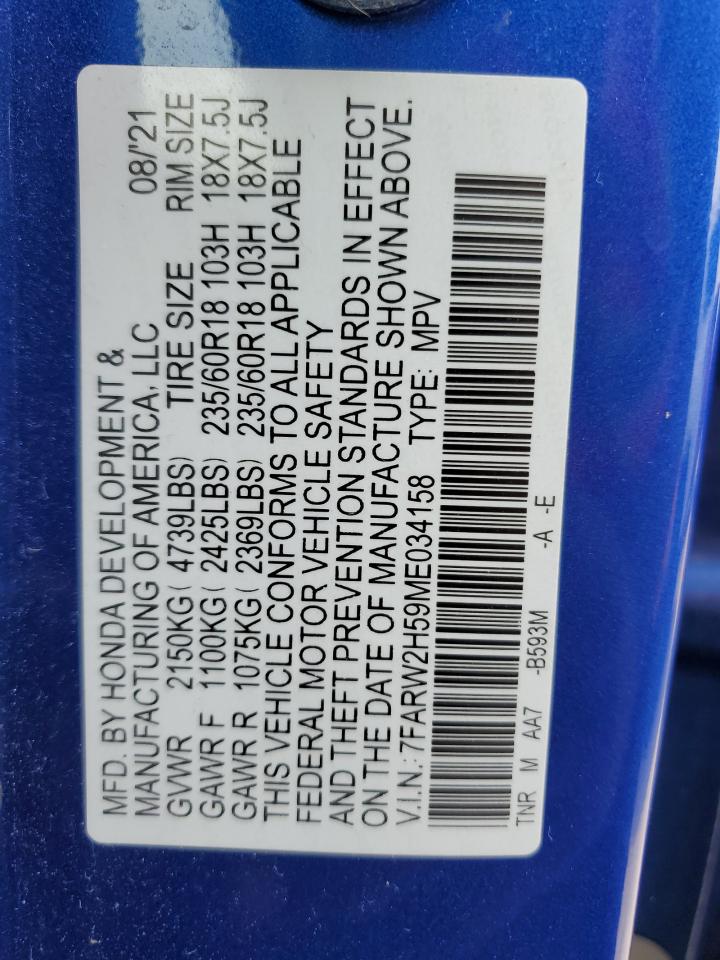 MFD. BY HONDA DEVELOPMENT &
MANUFACTURING OF AMERICA, LLC 08/'21
GVWR 2150KG( 4739LBS) TIRE SIZE RIM SIZE
GAWR F 1100KG( 2425LBS) 235/60R18 103H 18X7.5J
GAWR R 1075KG( 2369LBS) 235/60R18 103H 18X7.5J
THIS VEHICLE CONFORMS TO ALL APPLICABLE
FEDERAL MOTOR VEHICLE SAFETY
AND THEFT PREVENTION STANDARDS IN EFFECT
ON THE DATE OF MANUFACTURE SHOWN ABOVE.
V.I.N.: 7FARW2H59ME034158 TYPE: MPV
TNR M AA7 -B593M -A -E